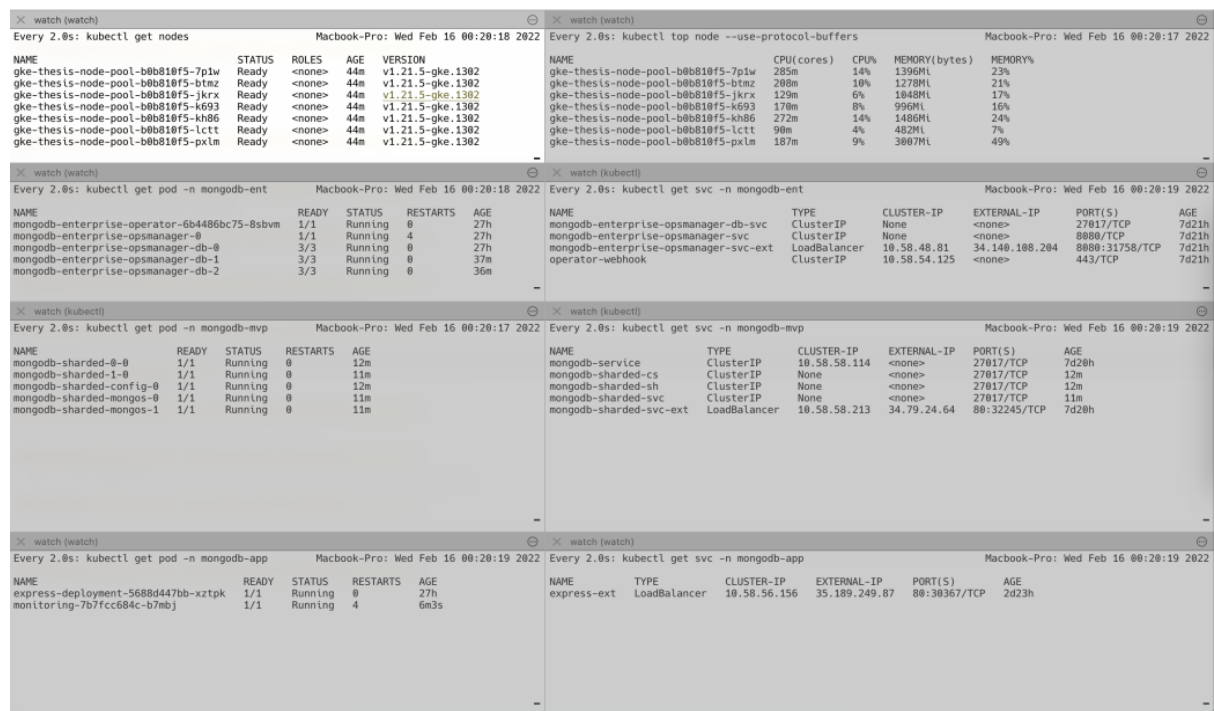 watch (watch)
Every 2.0s: kubectl get nodes Macbook-Pro: Wed Feb 16 00:20:18 2022
NAME STATUS ROLES AGE VERSION
gke-thesis-node-pool-b0b810f5-7p1w Ready <none> 44m v1.21.5-gke.1302
gke-thesis-node-pool-b0b810f5-btmz Ready <none> 44m v1.21.5-gke.1302
gke-thesis-node-pool-b0b810f5-jkrx Ready <none> 44m v1.21.5-gke.1302
gke-thesis-node-pool-b0b810f5-k693 Ready <none> 44m v1.21.5-gke.1302
gke-thesis-node-pool-b0b810f5-kh86 Ready <none> 44m v1.21.5-gke.1302
gke-thesis-node-pool-b0b810f5-lctt Ready <none> 44m v1.21.5-gke.1302
gke-thesis-node-pool-b0b810f5-pxlm Ready <none> 44m v1.21.5-gke.1302
watch (watch)
Every 2.0s: kubectl top node --use-protocol-buffers Macbook-Pro: Wed Feb 16 00:20:17 2022
NAME CPU(cores) CPU% MEMORY(bytes) MEMORY%
gke-thesis-node-pool-b0b810f5-7p1w 285m 14% 1396Mi 23%
gke-thesis-node-pool-b0b810f5-btmz 208m 10% 1278Mi 21%
gke-thesis-node-pool-b0b810f5-jkrx 129m 6% 1048Mi 17%
gke-thesis-node-pool-b0b810f5-k693 170m 8% 996Mi 16%
gke-thesis-node-pool-b0b810f5-kh86 272m 14% 1486Mi 24%
gke-thesis-node-pool-b0b810f5-lctt 90m 4% 482Mi 7%
gke-thesis-node-pool-b0b810f5-pxlm 187m 9% 3007Mi 49%
watch (watch)
Every 2.0s: kubectl get pod -n mongodb-ent Macbook-Pro: Wed Feb 16 00:20:18 2022
NAME READY STATUS RESTARTS AGE
mongodb-enterprise-operator-6b4486bc75-8sbvm 1/1 Running 0 27h
mongodb-enterprise-opsmanager-0 1/1 Running 4 27h
mongodb-enterprise-opsmanager-db-0 3/3 Running 0 27h
mongodb-enterprise-opsmanager-db-1 3/3 Running 0 37m
mongodb-enterprise-opsmanager-db-2 3/3 Running 0 36m
watch (kubectl)
Every 2.0s: kubectl get svc -n mongodb-ent Macbook-Pro: Wed Feb 16 00:20:19 2022
NAME TYPE CLUSTER-IP EXTERNAL-IP PORT(S) AGE
mongodb-enterprise-opsmanager-db-svc ClusterIP None <none> 27017/TCP 7d21h
mongodb-enterprise-opsmanager-svc ClusterIP None <none> 8080/TCP 7d21h
mongodb-enterprise-opsmanager-svc-ext LoadBalancer 10.58.48.81 34.140.108.204 8080:31758/TCP 7d21h
operator-webhook ClusterIP 10.58.54.125 <none> 443/TCP 7d21h
watch (kubectl)
Every 2.0s: kubectl get pod -n mongodb-mvp Macbook-Pro: Wed Feb 16 00:20:17 2022
NAME READY STATUS RESTARTS AGE
mongodb-sharded-0-0 1/1 Running 0 12m
mongodb-sharded-1-0 1/1 Running 0 11m
mongodb-sharded-config-0 1/1 Running 0 12m
mongodb-sharded-mongos-0 1/1 Running 0 11m
mongodb-sharded-mongos-1 1/1 Running 0 11m
watch (kubectl)
Every 2.0s: kubectl get svc -n mongodb-mvp Macbook-Pro: Wed Feb 16 00:20:19 2022
NAME TYPE CLUSTER-IP EXTERNAL-IP PORT(S) AGE
mongodb-service ClusterIP 10.58.58.114 <none> 27017/TCP 7d20h
mongodb-sharded-cs ClusterIP None <none> 27017/TCP 12m
mongodb-sharded-sh ClusterIP None <none> 27017/TCP 12m
mongodb-sharded-svc ClusterIP None <none> 27017/TCP 11m
mongodb-sharded-svc-ext LoadBalancer 10.58.58.213 34.79.24.64 80:32245/TCP 7d20h
watch (watch)
Every 2.0s: kubectl get pod -n mongodb-app Macbook-Pro: Wed Feb 16 00:20:19 2022
NAME READY STATUS RESTARTS AGE
express-deployment-5688d447bb-xztpk 1/1 Running 0 27h
monitoring-7b7fcc684c-b7mbj 1/1 Running 4 6m3s
watch (watch)
Every 2.0s: kubectl get svc -n mongodb-app Macbook-Pro: Wed Feb 16 00:20:19 2022
NAME TYPE CLUSTER-IP EXTERNAL-IP PORT(S) AGE
express-ext LoadBalancer 10.58.56.156 35.189.249.87 80:30367/TCP 2d23h